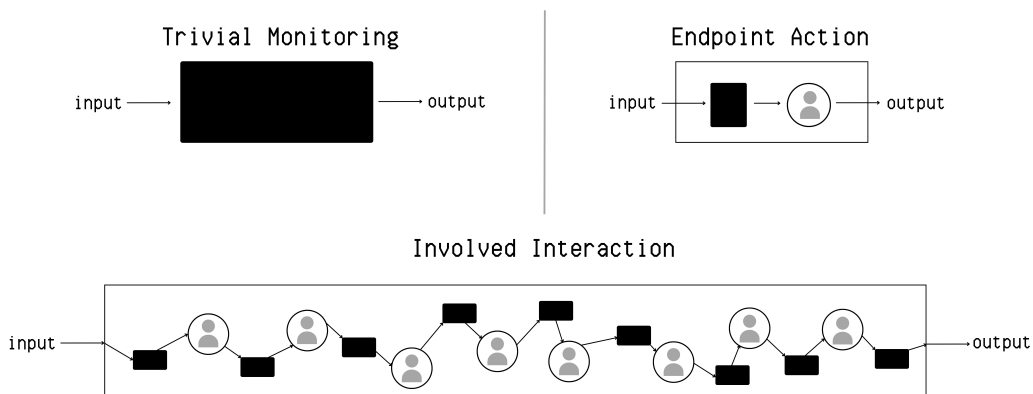 Trivial Monitoring
input
output
Endpoint Action
input
output
Involved Interaction
input
output